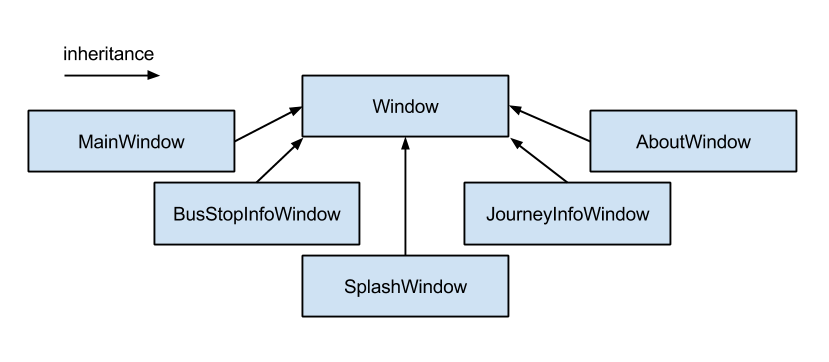 inheritance
Window
MainWindow
AboutWindow
BusStopInfoWindow
JourneyInfoWindow
SplashWindow